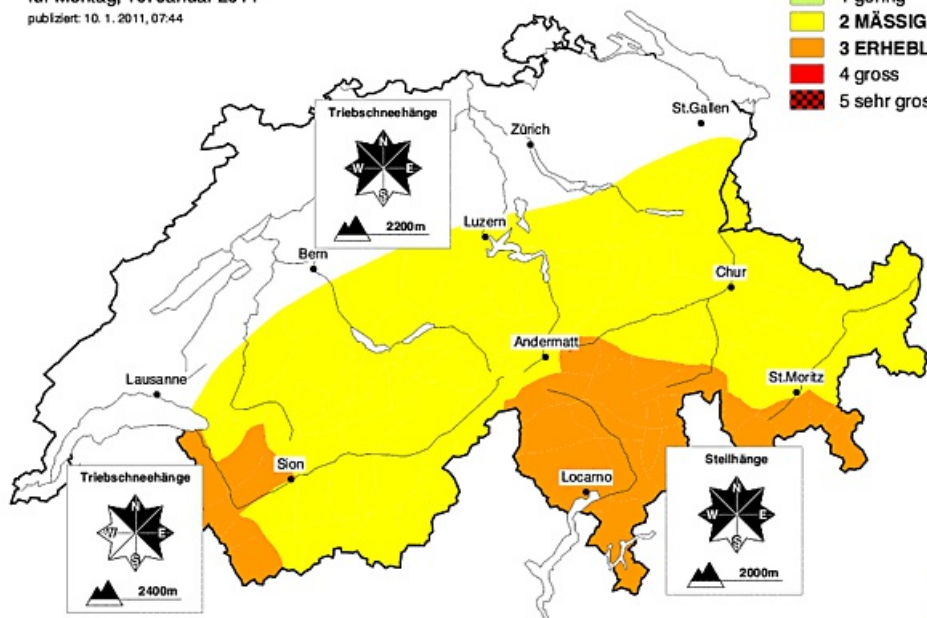 publiziert: 10. 1. 2011, 07:44
2 MÄSSIG
3 ERHEBL
4 gross
5 sehr gros
St.Gallen
Zürich
Triebschneehänge
N
W E
S
2200m
Luzern
Bern
Chur
Andermatt
Lausanne
St.Moritz
Sion
Locarno
Triebschneehänge
N
W E
S
2400m
Steilhänge
N
W E
S
2000m